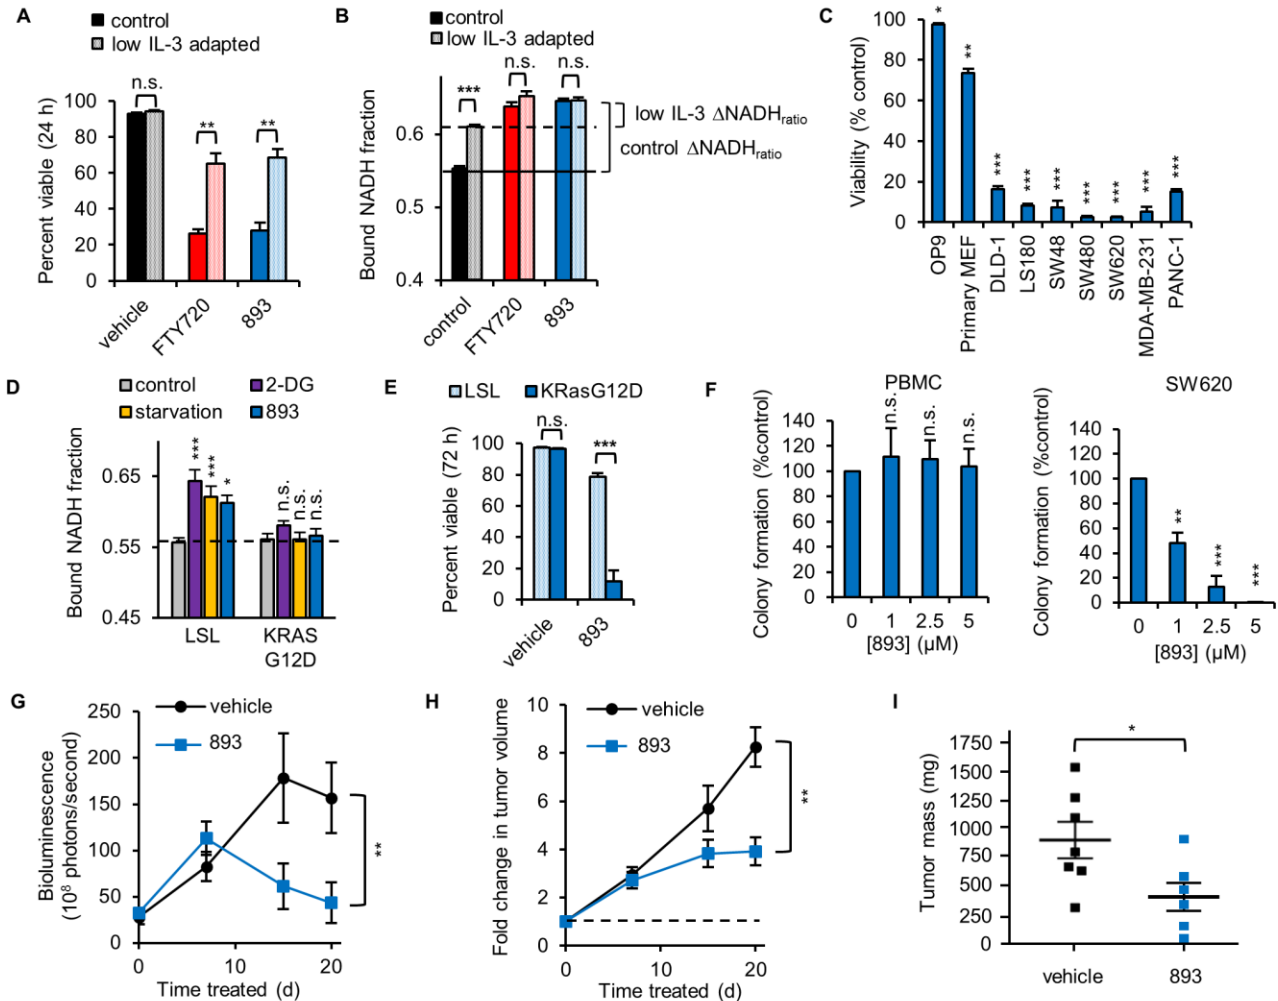 A
control
low IL-3 adapted
n.s.
**
**
Percent viable (24 h)
100
80
60
40
20
0
vehicle
FTY720
893
B
control
low IL-3 adapted
***
n.s.
n.s.
Bound NADH fraction
0.6
0.5
0.4
low IL-3 ΔNADHratio
control ΔNADHratio
control
FTY720
893
C
Viability (% control)
100
80
60
40
20
0
*
**
***
***
***
***
***
***
***
OP9
Primary MEF
DLD-1
LS180
SW48
SW480
SW620
MDA-MB-231
PANC-1
D
control
2-DG
starvation
893
Bound NADH fraction
0.65
0.55
0.45
***
***
*
n.s.
n.s.
n.s.
LSL
KRAS
G12D
E
LSL
KRasG12D
n.s.
***
Percent viable (72 h)
100
80
60
40
20
0
vehicle
893
F
PBMC
Colony formation (%control)
140
120
100
80
60
40
20
0
n.s.
n.s.
n.s.
0 1 2.5 5
[893] (μM)
SW620
Colony formation (%control)
140
120
100
80
60
40
20
0
**
***
***
0 1 2.5 5
[893] (μM)
G
vehicle
893
Bioluminescence
(10⁸ photons/second)
250
200
150
100
50
0
**
0 10 20
Time treated (d)
H
vehicle
893
Fold change in tumor volume
10
8
6
4
2
0
**
0 10 20
Time treated (d)
I
*
Tumor mass (mg)
1750
1500
1250
1000
750
500
250
0
vehicle
893